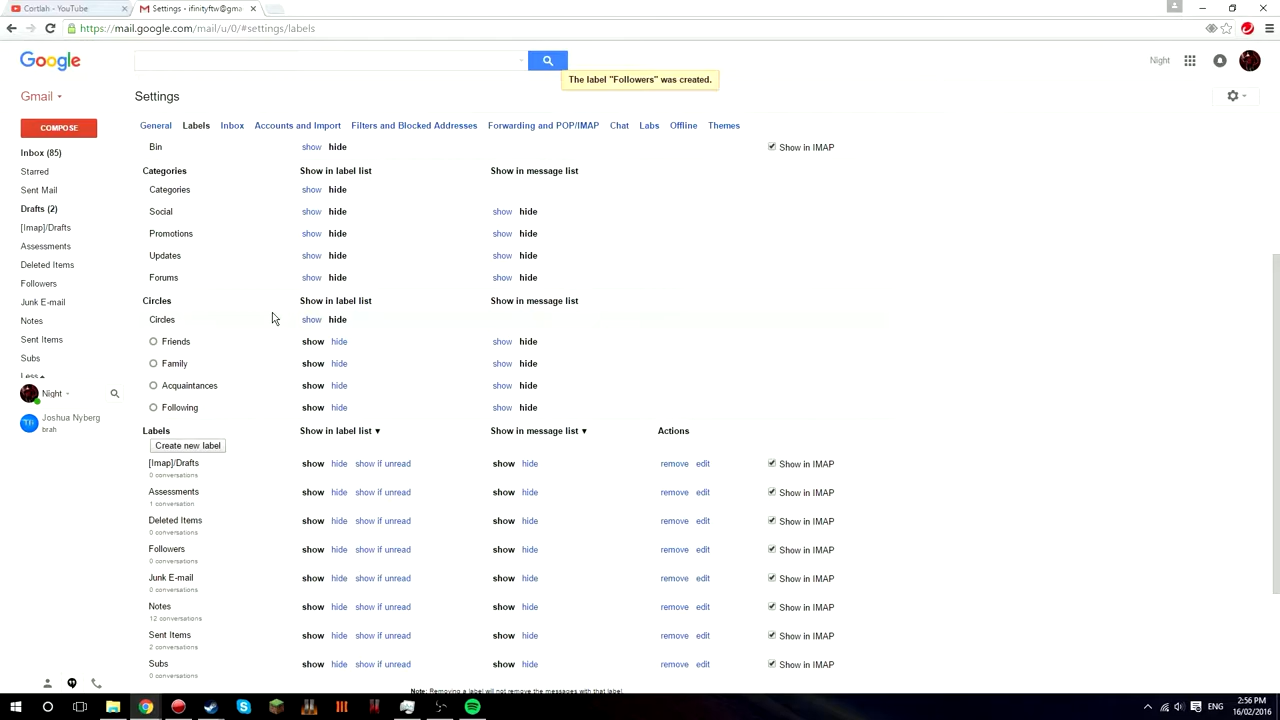 Cortlah - YouTube
Settings - ifinityftw@gmail
https://mail.google.com/mail/u/0/#settings/labels
Google
Night
The label "Followers" was created.
Gmail
Settings
COMPOSE
General Labels Inbox Accounts and Import Filters and Blocked Addresses Forwarding and POP/IMAP Chat Labs Offline Themes
Inbox (85)
Starred
Sent Mail
Drafts (2)
[Imap]/Drafts
Assessments
Deleted Items
Followers
Junk E-mail
Notes
Sent Items
Subs
Less
Night
Joshua Nyberg
brah
Bin show hide Show in IMAP
Categories Show in label list Show in message list
Categories show hide
Social show hide show hide
Promotions show hide show hide
Updates show hide show hide
Forums show hide show hide
Circles Show in label list Show in message list
Circles show hide
Friends show hide show hide
Family show hide show hide
Acquaintances show hide show hide
Following show hide show hide
Labels Show in label list ▼ Show in message list ▼ Actions
Create new label
[Imap]/Drafts show hide show if unread show hide remove edit Show in IMAP
0 conversations
Assessments show hide show if unread show hide remove edit Show in IMAP
1 conversation
Deleted Items show hide show if unread show hide remove edit Show in IMAP
0 conversations
Followers show hide show if unread show hide remove edit Show in IMAP
0 conversations
Junk E-mail show hide show if unread show hide remove edit Show in IMAP
0 conversations
Notes show hide show if unread show hide remove edit Show in IMAP
12 conversations
Sent Items show hide show if unread show hide remove edit Show in IMAP
2 conversations
Subs show hide show if unread show hide remove edit Show in IMAP
Note: Removing a label will not remove the messages with that label.
ENG
2:56 PM
16/02/2016